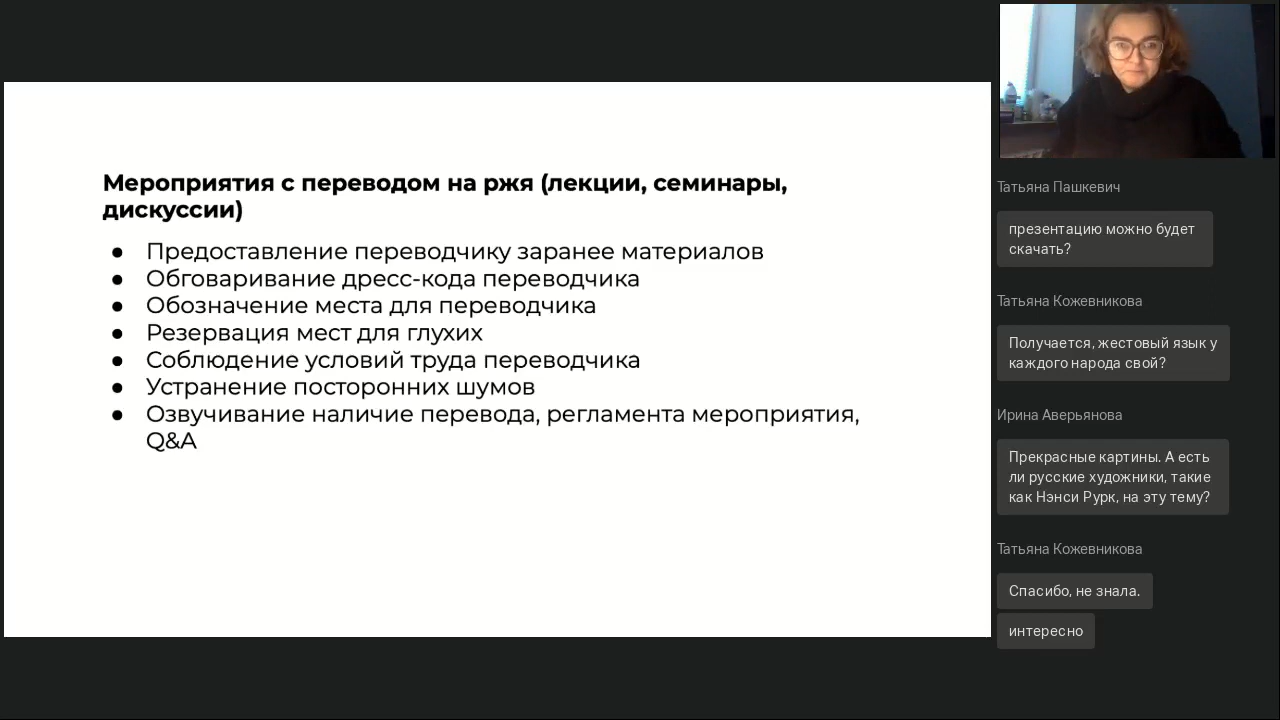 Мероприятия с переводом на ржя (лекции, семинары,
дискуссии)
● Предоставление переводчику заранее материалов
● Обговаривание дресс-кода переводчика
● Обозначение места для переводчика
● Резервация мест для глухих
● Соблюдение условий труда переводчика
● Устранение посторонних шумов
● Озвучивание наличие перевода, регламента мероприятия,
Q&A
Татьяна Пашкевич
презентацию можно будет
скачать?
Татьяна Кожевникова
Получается, жестовый язык у
каждого народа свой?
Ирина Аверьянова
Прекрасные картины. А есть
ли русские художники, такие
как Нэнси Рурк, на эту тему?
Татьяна Кожевникова
Спасибо, не знала.
интересно